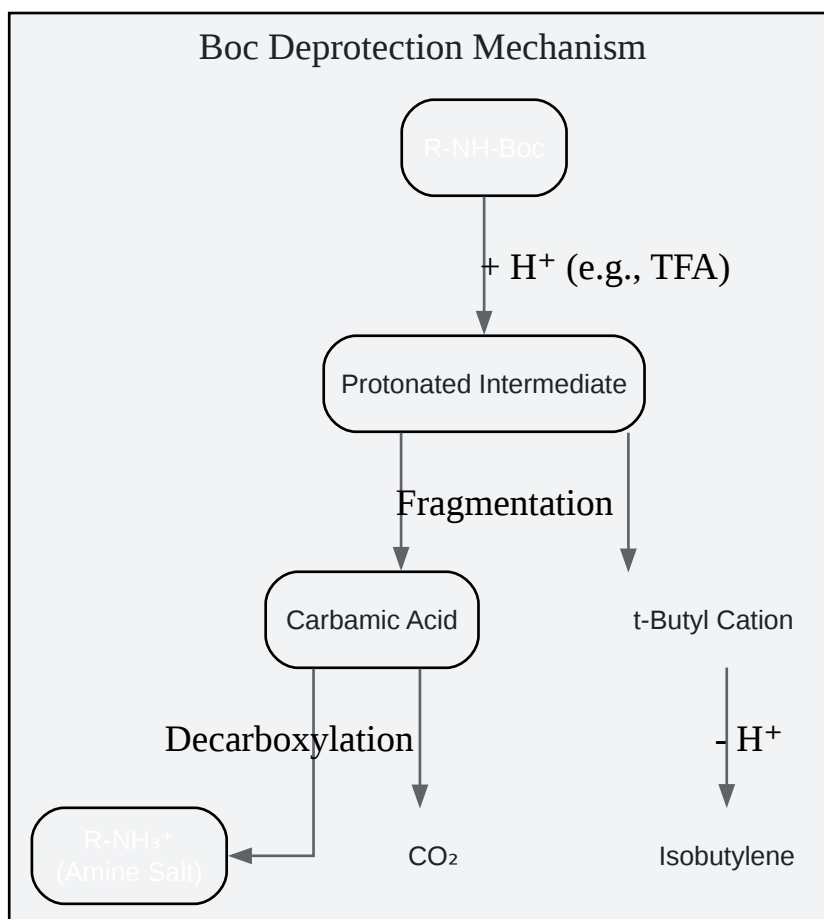 Boc Deprotection Mechanism
R-NH-Boc
+ H⁺ (e.g., TFA)
Protonated Intermediate
Fragmentation
Carbamic Acid
t-Butyl Cation
Decarboxylation
- H⁺
R-NH₃⁺
(Amine Salt)
CO₂
Isobutylene